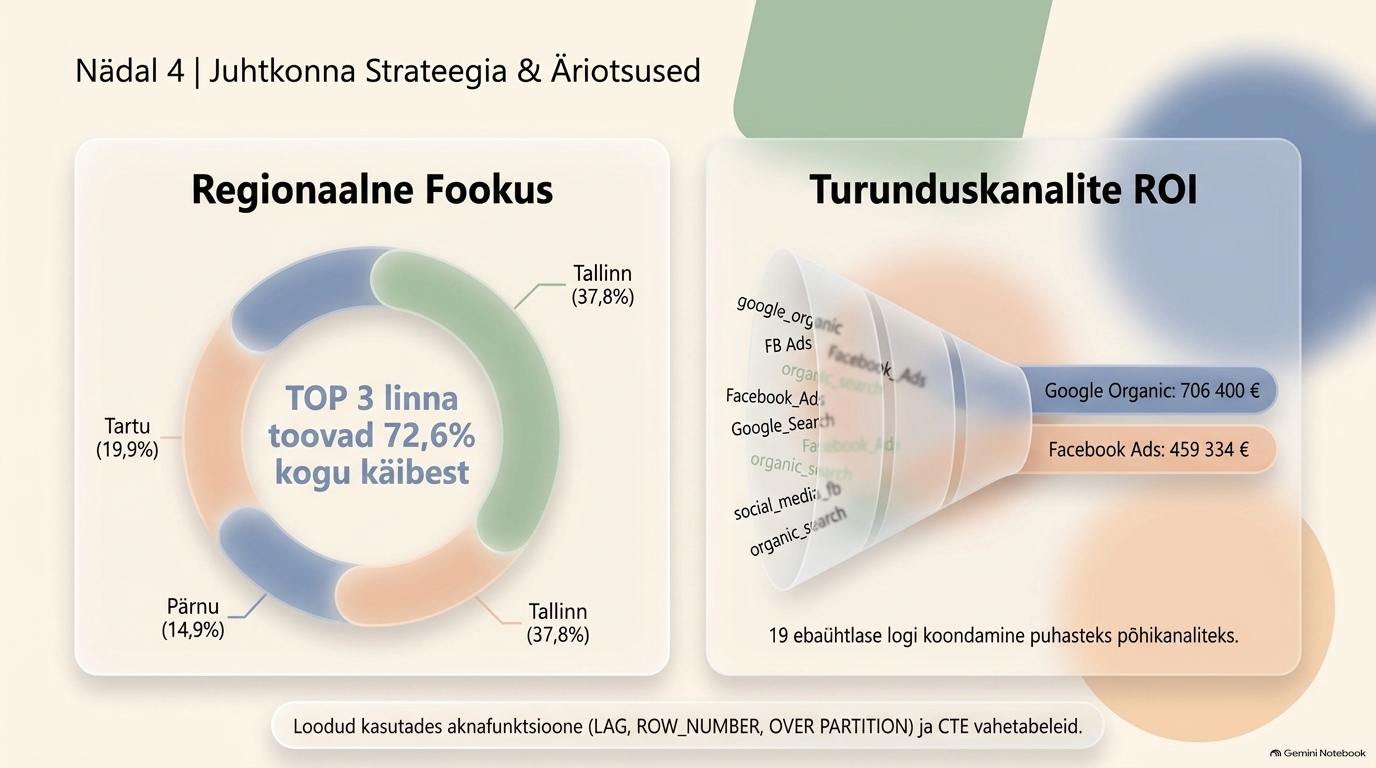 Nädal 4 | Juhtkonna Strateegia & Äriotsused
Regionaalne Fookus
Tallinn
(37,8%)
TOP 3 linna
toovad 72,6%
kogu käibest
Tartu
(19,9%)
Pärnu
(14,9%)
Tallinn
(37,8%)
Turunduskanalite ROI
google_organic
FB Ads
Facebook_Ads
organic_search
Facebook_Ads
Google_Search
Facebook_Ads
organic_search
social_media_fb
organic_search
Google Organic: 706 400 €
Facebook Ads: 459 334 €
19 ebaühtlase logi koondamine puhasteks põhikanaliteks.
Loodud kasutades aknafunktsioone (LAG, ROW_NUMBER, OVER PARTITION) ja CTE vahetabeleid.
Gemini Notebook